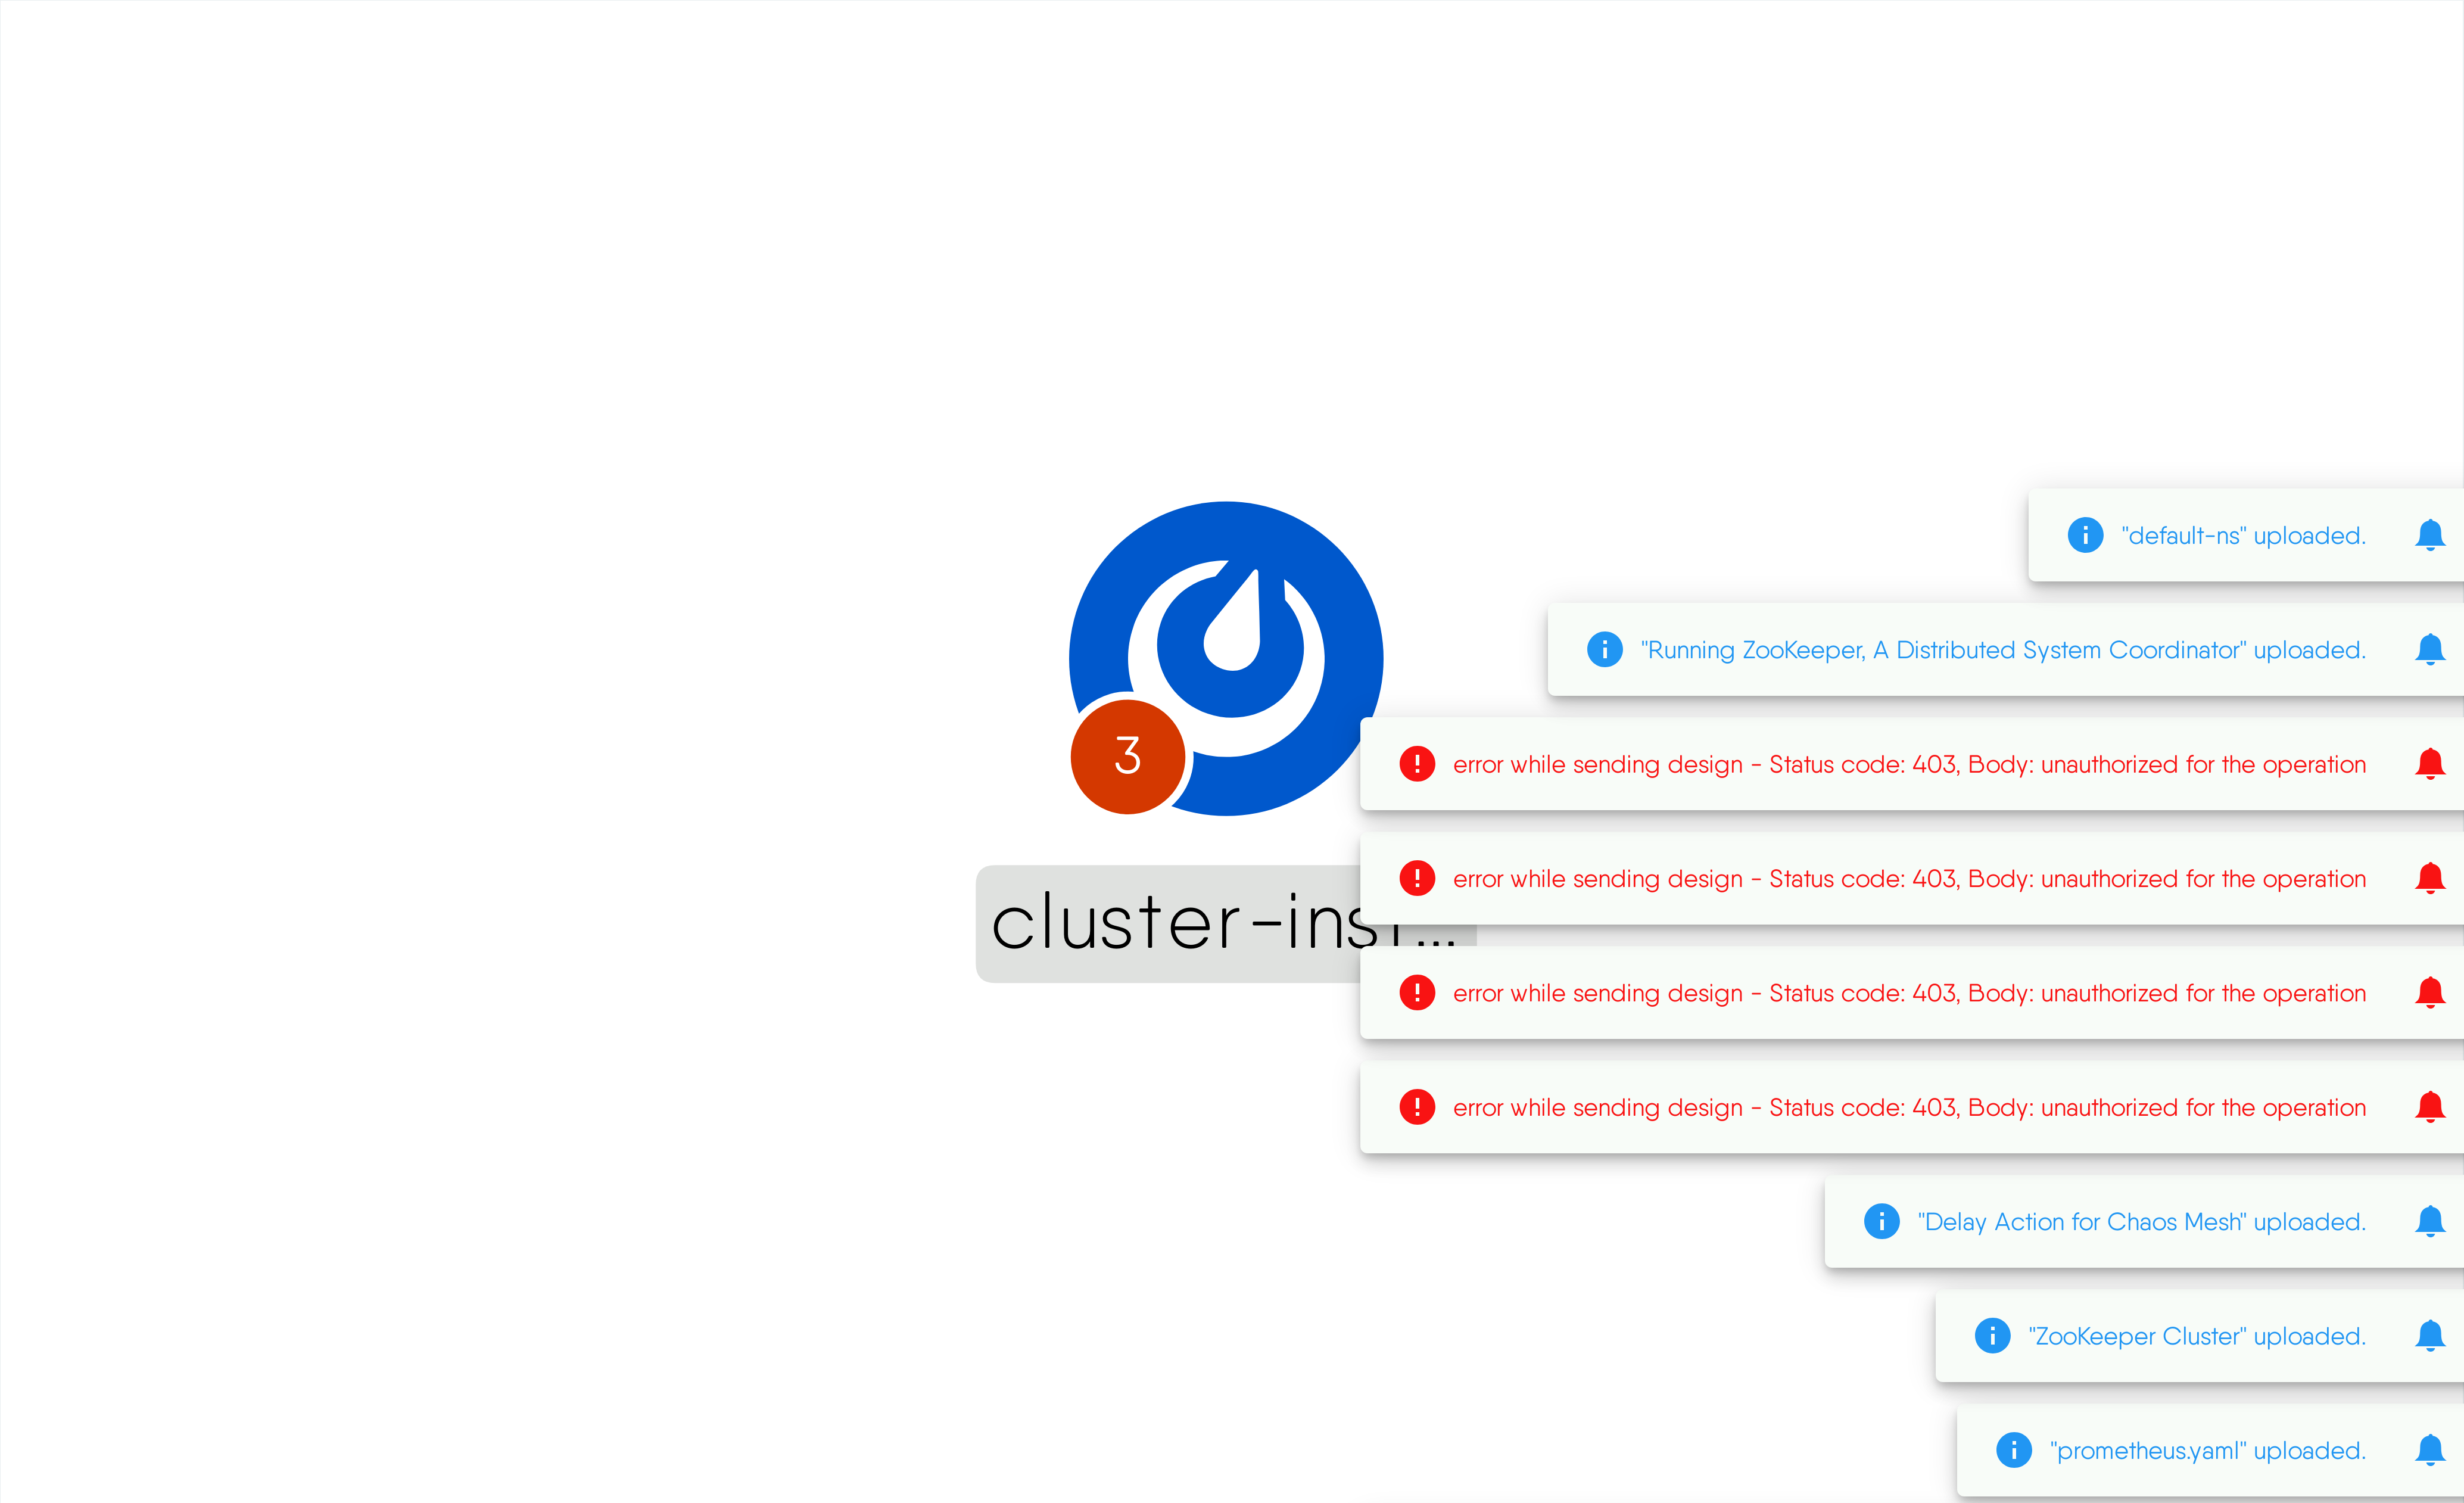 "default-ns" uploaded.
"Running ZooKeeper, A Distributed System Coordinator" uploaded.
error while sending design - Status code: 403, Body: unauthorized for the operation
3
error while sending design - Status code: 403, Body: unauthorized for the operation
cluster-inst...
error while sending design - Status code: 403, Body: unauthorized for the operation
error while sending design - Status code: 403, Body: unauthorized for the operation
"Delay Action for Chaos Mesh" uploaded.
"ZooKeeper Cluster" uploaded.
"prometheus.yaml" uploaded.